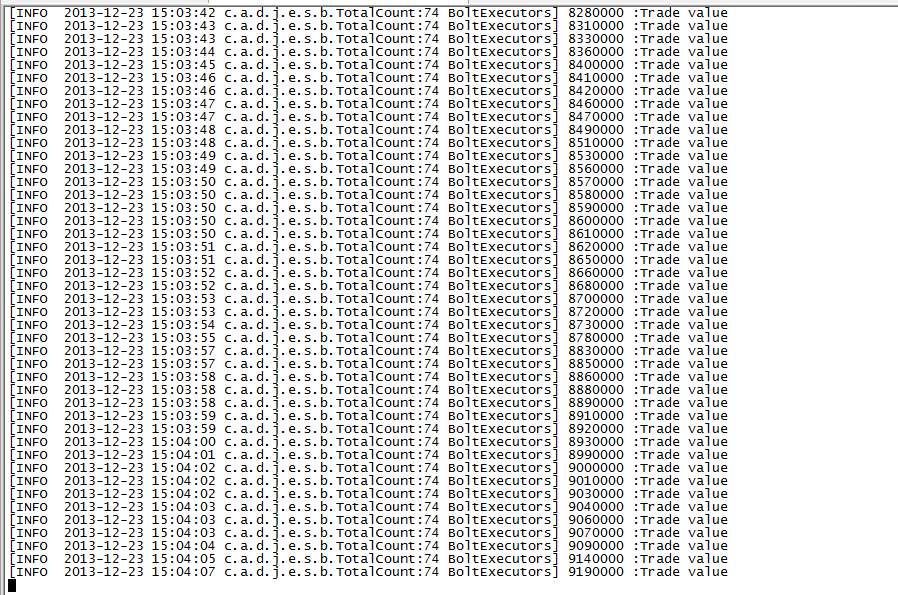 [INFO  2013-12-23 15:03:42 c.a.d.j.e.s.b.TotalCount:74 BoltExecutors] 8280000 :Trade value
[INFO  2013-12-23 15:03:43 c.a.d.j.e.s.b.TotalCount:74 BoltExecutors] 8310000 :Trade value
[INFO  2013-12-23 15:03:43 c.a.d.j.e.s.b.TotalCount:74 BoltExecutors] 8330000 :Trade value
[INFO  2013-12-23 15:03:44 c.a.d.j.e.s.b.TotalCount:74 BoltExecutors] 8360000 :Trade value
[INFO  2013-12-23 15:03:45 c.a.d.j.e.s.b.TotalCount:74 BoltExecutors] 8400000 :Trade value
[INFO  2013-12-23 15:03:46 c.a.d.j.e.s.b.TotalCount:74 BoltExecutors] 8410000 :Trade value
[INFO  2013-12-23 15:03:46 c.a.d.j.e.s.b.TotalCount:74 BoltExecutors] 8420000 :Trade value
[INFO  2013-12-23 15:03:47 c.a.d.j.e.s.b.TotalCount:74 BoltExecutors] 8460000 :Trade value
[INFO  2013-12-23 15:03:47 c.a.d.j.e.s.b.TotalCount:74 BoltExecutors] 8470000 :Trade value
[INFO  2013-12-23 15:03:48 c.a.d.j.e.s.b.TotalCount:74 BoltExecutors] 8490000 :Trade value
[INFO  2013-12-23 15:03:48 c.a.d.j.e.s.b.TotalCount:74 BoltExecutors] 8510000 :Trade value
[INFO  2013-12-23 15:03:49 c.a.d.j.e.s.b.TotalCount:74 BoltExecutors] 8530000 :Trade value
[INFO  2013-12-23 15:03:49 c.a.d.j.e.s.b.TotalCount:74 BoltExecutors] 8560000 :Trade value
[INFO  2013-12-23 15:03:50 c.a.d.j.e.s.b.TotalCount:74 BoltExecutors] 8570000 :Trade value
[INFO  2013-12-23 15:03:50 c.a.d.j.e.s.b.TotalCount:74 BoltExecutors] 8580000 :Trade value
[INFO  2013-12-23 15:03:50 c.a.d.j.e.s.b.TotalCount:74 BoltExecutors] 8590000 :Trade value
[INFO  2013-12-23 15:03:50 c.a.d.j.e.s.b.TotalCount:74 BoltExecutors] 8600000 :Trade value
[INFO  2013-12-23 15:03:50 c.a.d.j.e.s.b.TotalCount:74 BoltExecutors] 8610000 :Trade value
[INFO  2013-12-23 15:03:51 c.a.d.j.e.s.b.TotalCount:74 BoltExecutors] 8620000 :Trade value
[INFO  2013-12-23 15:03:51 c.a.d.j.e.s.b.TotalCount:74 BoltExecutors] 8650000 :Trade value
[INFO  2013-12-23 15:03:52 c.a.d.j.e.s.b.TotalCount:74 BoltExecutors] 8660000 :Trade value
[INFO  2013-12-23 15:03:52 c.a.d.j.e.s.b.TotalCount:74 BoltExecutors] 8680000 :Trade value
[INFO  2013-12-23 15:03:53 c.a.d.j.e.s.b.TotalCount:74 BoltExecutors] 8700000 :Trade value
[INFO  2013-12-23 15:03:53 c.a.d.j.e.s.b.TotalCount:74 BoltExecutors] 8720000 :Trade value
[INFO  2013-12-23 15:03:54 c.a.d.j.e.s.b.TotalCount:74 BoltExecutors] 8730000 :Trade value
[INFO  2013-12-23 15:03:55 c.a.d.j.e.s.b.TotalCount:74 BoltExecutors] 8780000 :Trade value
[INFO  2013-12-23 15:03:57 c.a.d.j.e.s.b.TotalCount:74 BoltExecutors] 8830000 :Trade value
[INFO  2013-12-23 15:03:57 c.a.d.j.e.s.b.TotalCount:74 BoltExecutors] 8850000 :Trade value
[INFO  2013-12-23 15:03:58 c.a.d.j.e.s.b.TotalCount:74 BoltExecutors] 8860000 :Trade value
[INFO  2013-12-23 15:03:58 c.a.d.j.e.s.b.TotalCount:74 BoltExecutors] 8880000 :Trade value
[INFO  2013-12-23 15:03:58 c.a.d.j.e.s.b.TotalCount:74 BoltExecutors] 8890000 :Trade value
[INFO  2013-12-23 15:03:59 c.a.d.j.e.s.b.TotalCount:74 BoltExecutors] 8910000 :Trade value
[INFO  2013-12-23 15:03:59 c.a.d.j.e.s.b.TotalCount:74 BoltExecutors] 8920000 :Trade value
[INFO  2013-12-23 15:04:00 c.a.d.j.e.s.b.TotalCount:74 BoltExecutors] 8930000 :Trade value
[INFO  2013-12-23 15:04:01 c.a.d.j.e.s.b.TotalCount:74 BoltExecutors] 8990000 :Trade value
[INFO  2013-12-23 15:04:02 c.a.d.j.e.s.b.TotalCount:74 BoltExecutors] 9000000 :Trade value
[INFO  2013-12-23 15:04:02 c.a.d.j.e.s.b.TotalCount:74 BoltExecutors] 9010000 :Trade value
[INFO  2013-12-23 15:04:02 c.a.d.j.e.s.b.TotalCount:74 BoltExecutors] 9030000 :Trade value
[INFO  2013-12-23 15:04:03 c.a.d.j.e.s.b.TotalCount:74 BoltExecutors] 9040000 :Trade value
[INFO  2013-12-23 15:04:03 c.a.d.j.e.s.b.TotalCount:74 BoltExecutors] 9060000 :Trade value
[INFO  2013-12-23 15:04:03 c.a.d.j.e.s.b.TotalCount:74 BoltExecutors] 9070000 :Trade value
[INFO  2013-12-23 15:04:04 c.a.d.j.e.s.b.TotalCount:74 BoltExecutors] 9090000 :Trade value
[INFO  2013-12-23 15:04:05 c.a.d.j.e.s.b.TotalCount:74 BoltExecutors] 9140000 :Trade value
[INFO  2013-12-23 15:04:07 c.a.d.j.e.s.b.TotalCount:74 BoltExecutors] 9190000 :Trade value